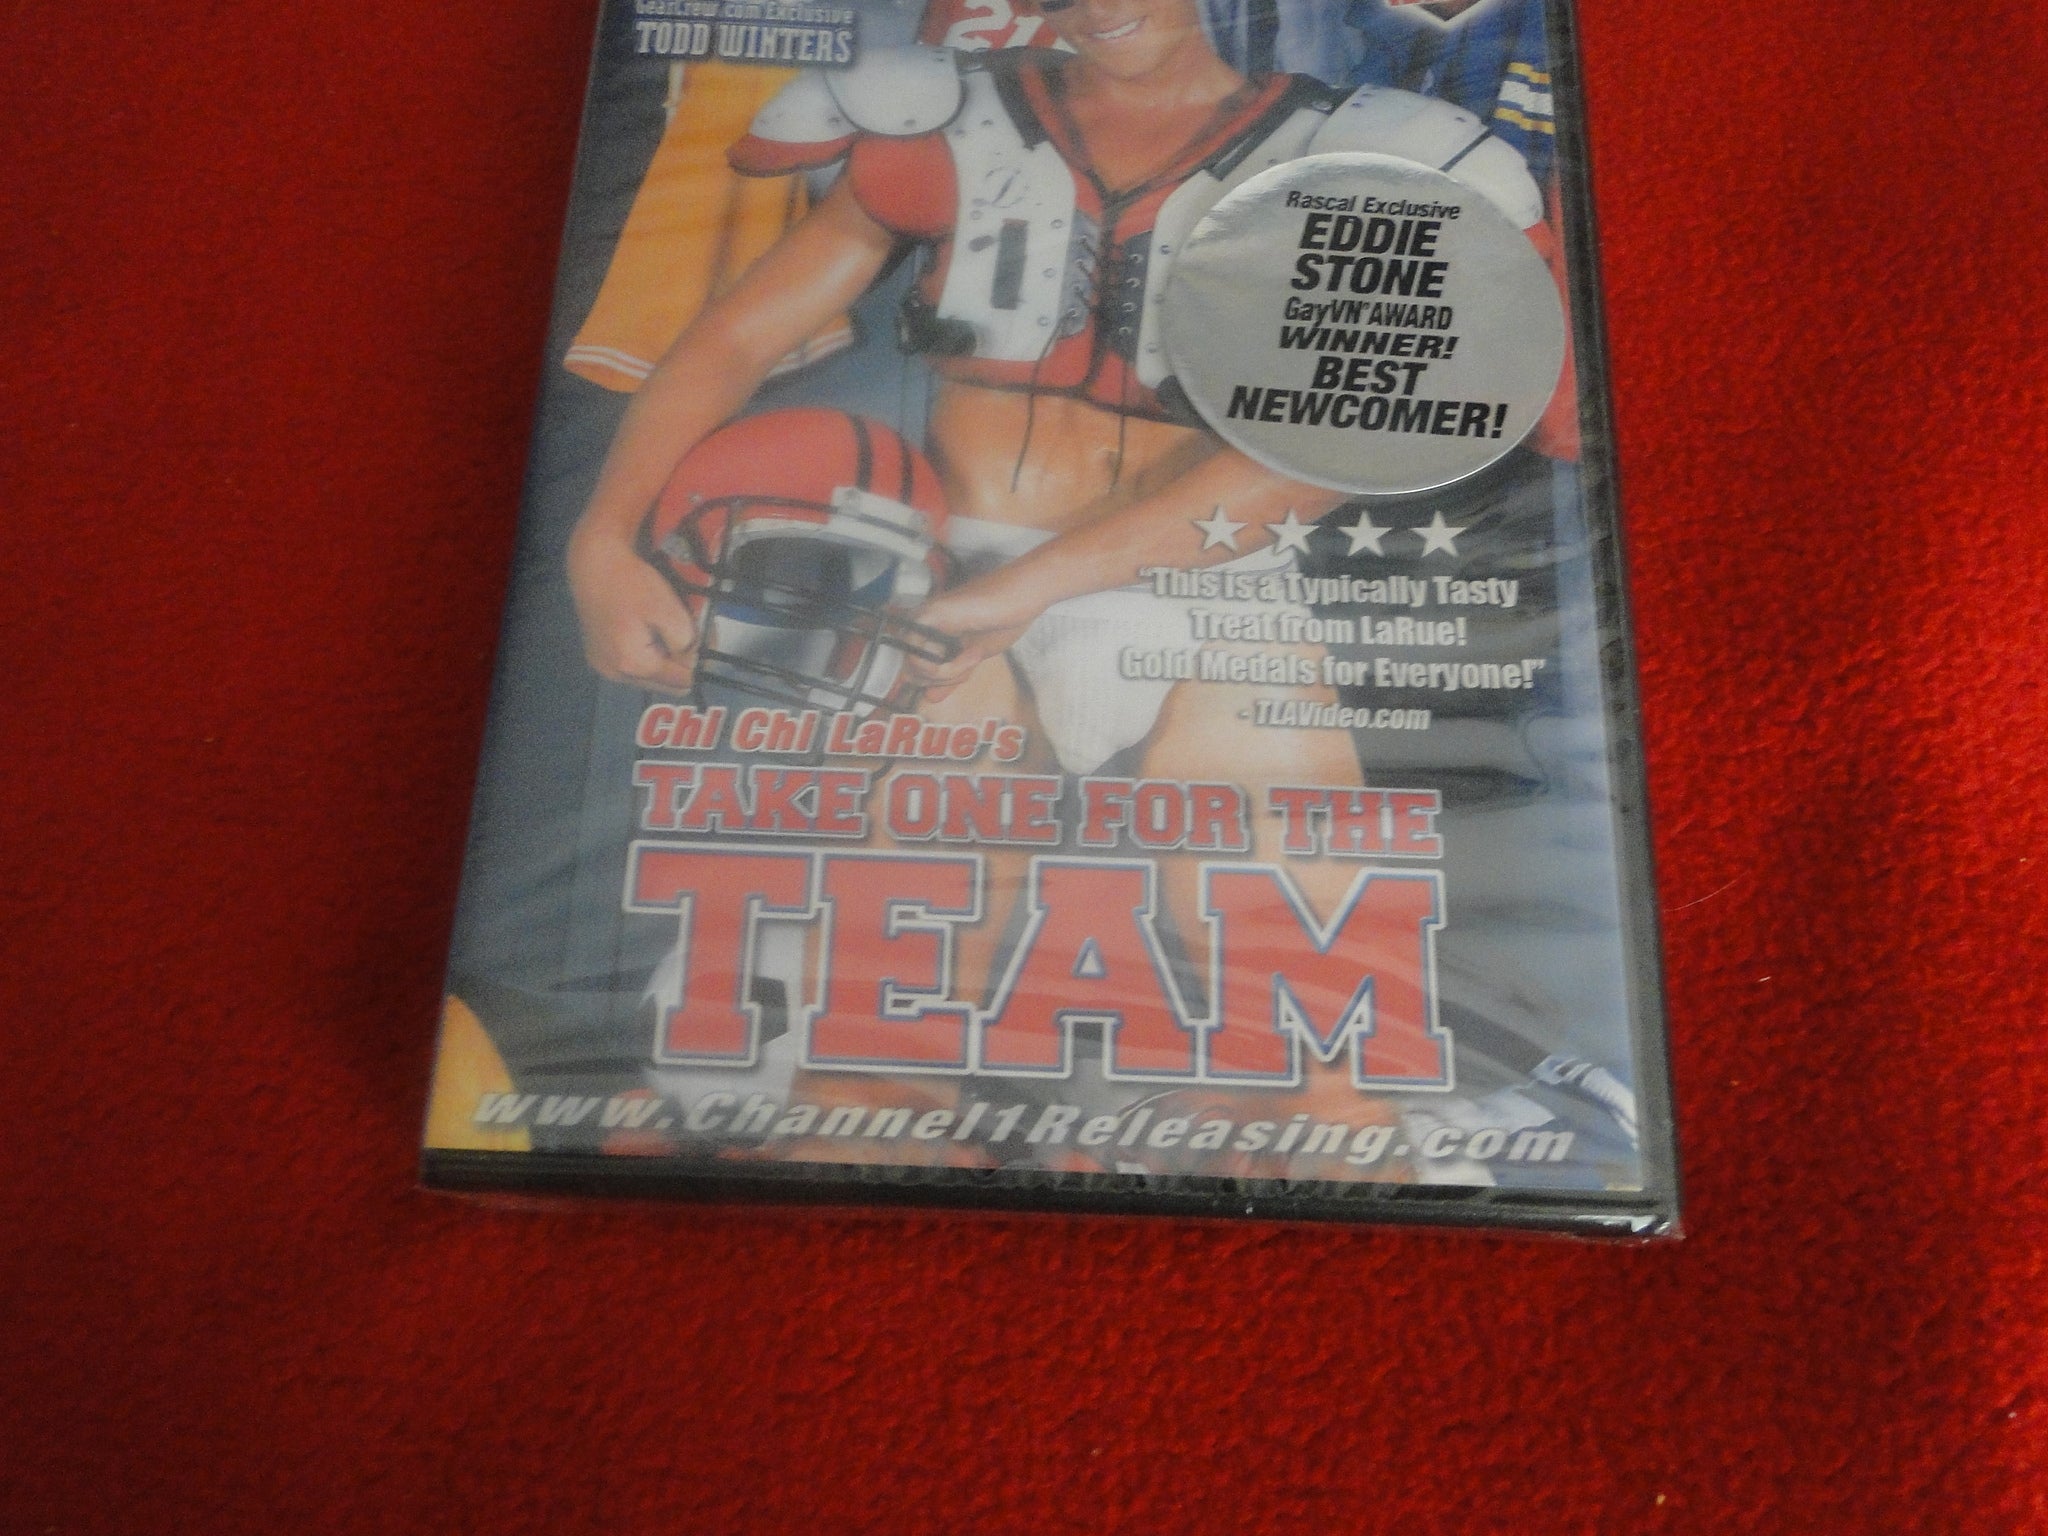 GearCrew.com Exclusive
TODD WINTERS
21
Rascal Exclusive
EDDIE
STONE
GayVN® AWARD
WINNER!
BEST
NEWCOMER!
"This is a Typically Tasty
Treat from LaRue!
Gold Medals for Everyone!"
- TLAVideo.com
Chi Chi LaRue's
TAKE ONE FOR THE
TEAM
www.Channel1Releasing.com